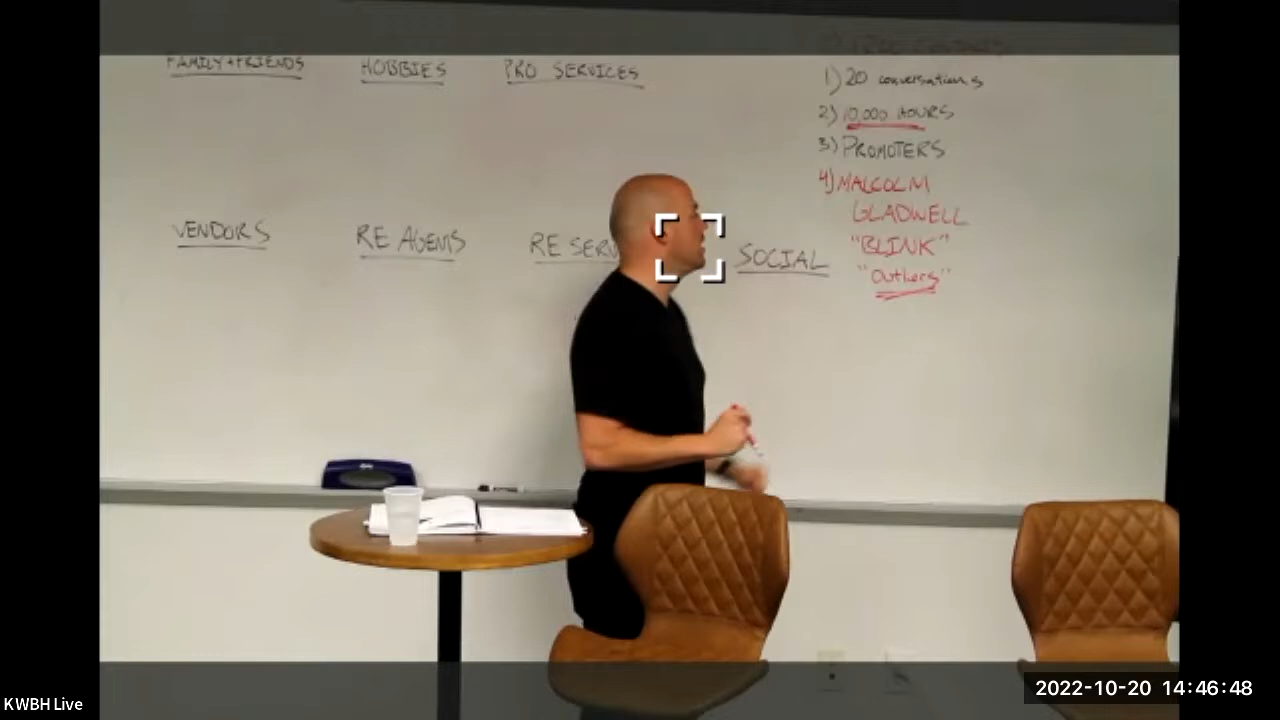 FAMILY+FRIENDS
HOBBIES
PRO SERVICES
1) 20 conversations
2) 10,000 HOURS
3) PROMOTERS
4) MALCOLM
GLADWELL
"BLINK"
"Outliers"
VENDORS
RE AGENTS
RE SERV
SOCIAL
KWBH Live
2022-10-20 14:46:48